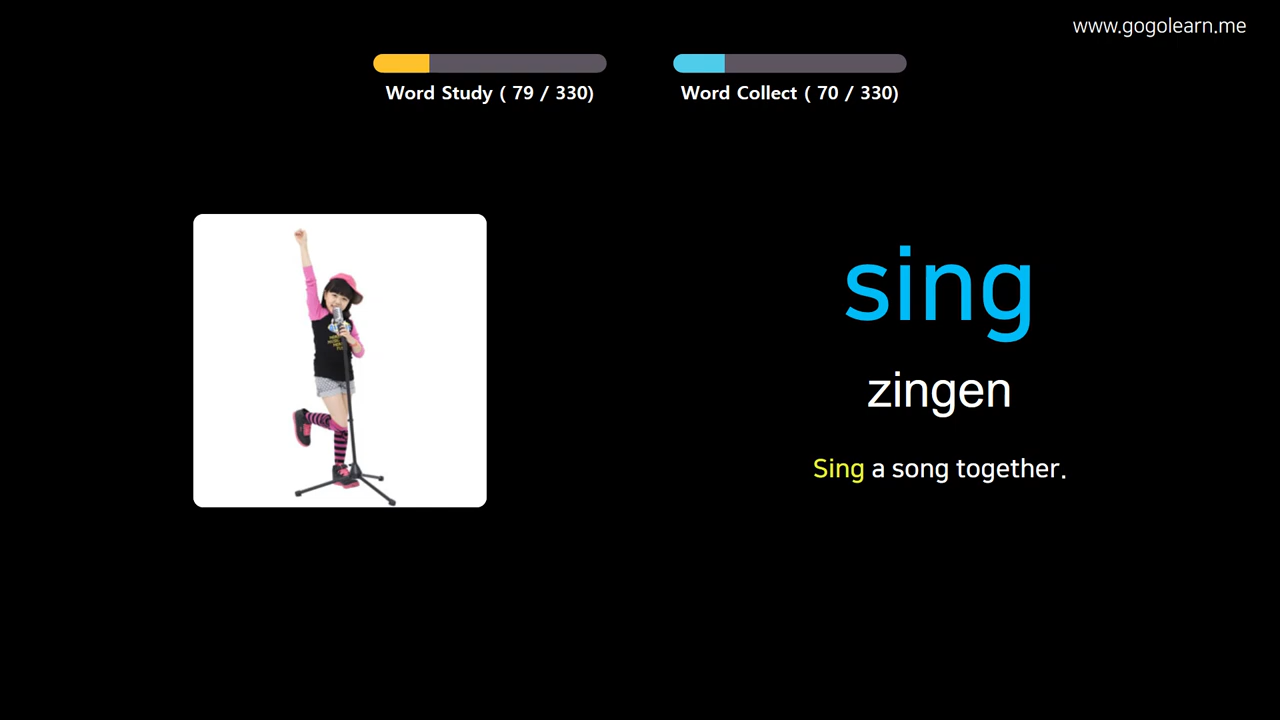 www.gogolearn.me
Word Study ( 79 / 330)
Word Collect ( 70 / 330)
sing
zingen
Sing a song together.